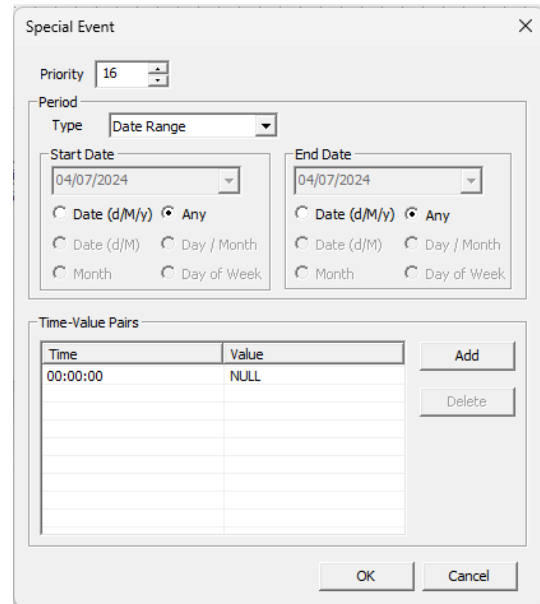 Special Event
Priority 16
Period
Type Date Range
Start Date
04/07/2024
Date (d/M/y) Any
Date (d/M) Day / Month
Month Day of Week
End Date
04/07/2024
Date (d/M/y) Any
Date (d/M) Day / Month
Month Day of Week
Time-Value Pairs
Time Value
00:00:00 NULL
Add
Delete
OK Cancel